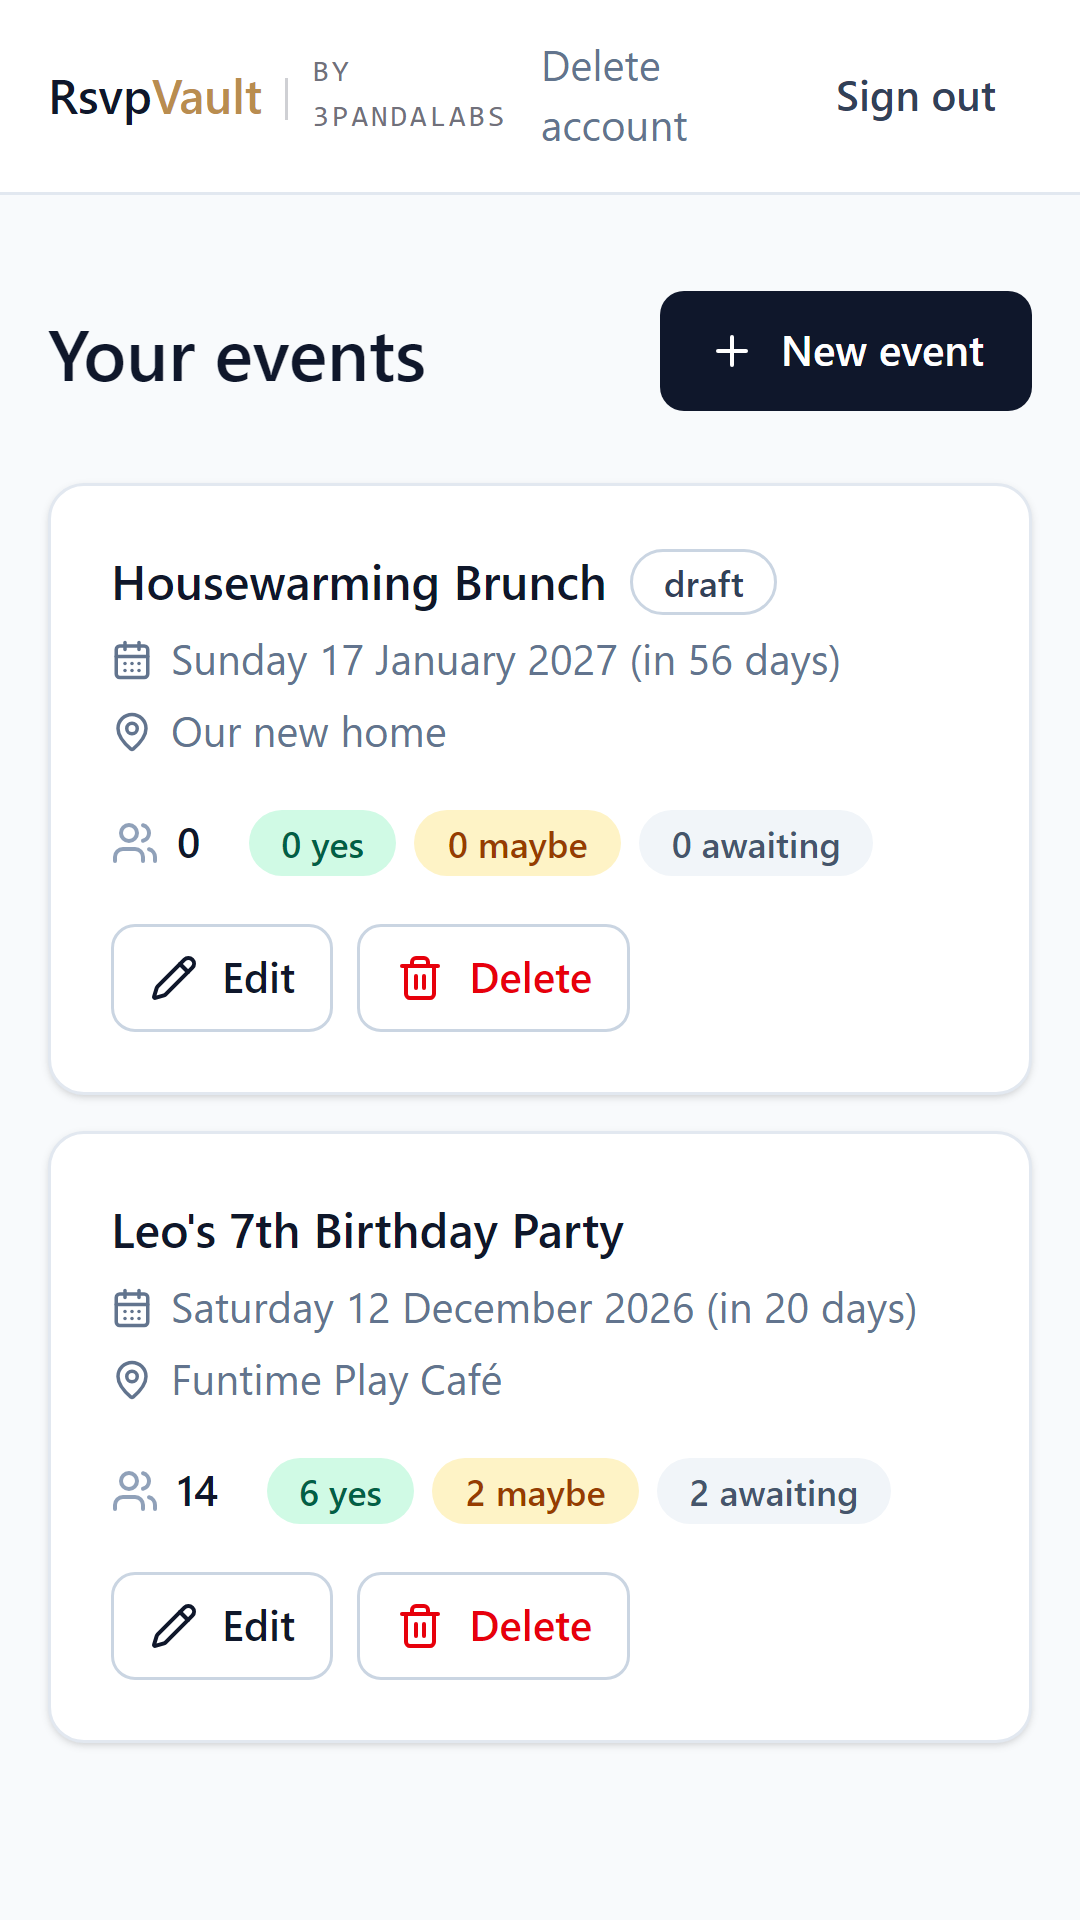 RsvpVault
BY
3PANDALABS
Delete
account
Sign out
Your events
New event
Housewarming Brunch
draft
Sunday 17 January 2027 (in 56 days)
Our new home
0
0 yes
0 maybe
0 awaiting
Edit
Delete
Leo's 7th Birthday Party
Saturday 12 December 2026 (in 20 days)
Funtime Play Café
14
6 yes
2 maybe
2 awaiting
Edit
Delete